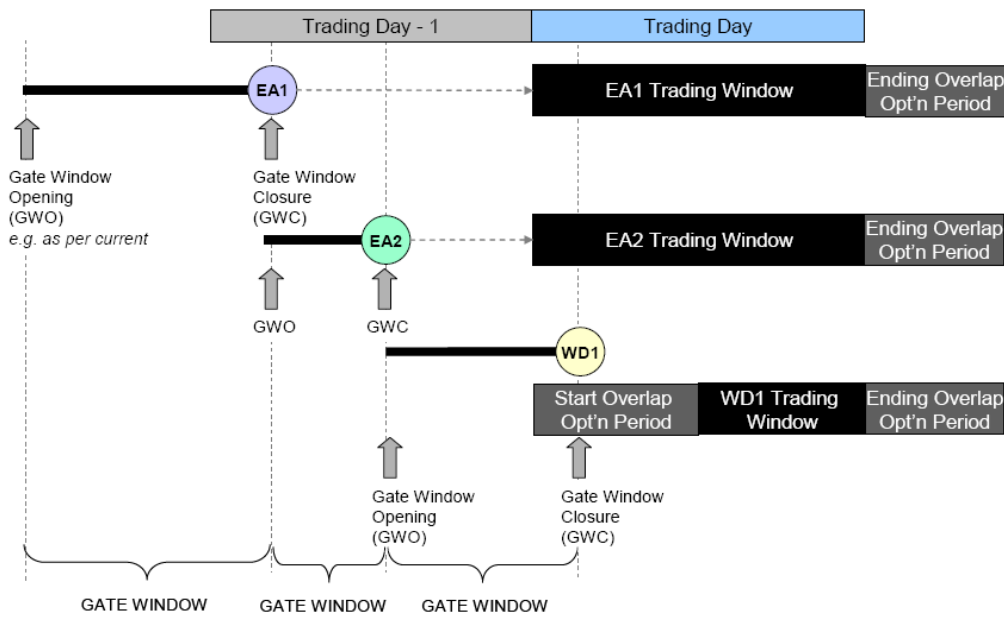 Trading Day - 1
Trading Day
EA1
EA1 Trading Window
Ending Overlap
Opt'n Period
Gate Window
Opening
(GWO)
e.g. as per current
Gate Window
Closure
(GWC)
EA2
EA2 Trading Window
Ending Overlap
Opt'n Period
GWO
GWC
WD1
Start Overlap
Opt'n Period
WD1 Trading
Window
Ending Overlap
Opt'n Period
Gate Window
Opening
(GWO)
Gate Window
Closure
(GWC)
GATE WINDOW
GATE WINDOW
GATE WINDOW